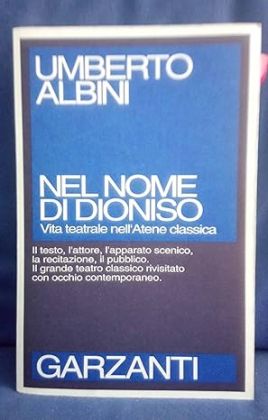 UMBERTO
ALBINI
NEL NOME
DI DIONISO
Vita teatrale nell'Atene classica
Il testo, l'attore, l'apparato scenico,
la recitazione, il pubblico.
Il grande teatro classico rivisitato
con occhio contemporaneo.
GARZANTI